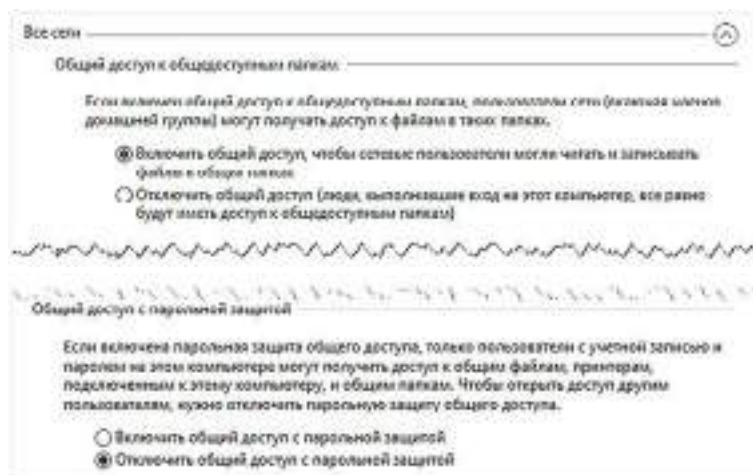 Все сети
Общий доступ к общедоступным папкам
Если включен общий доступ к общедоступным папкам, пользователи сети (включая членов
домашней группы) могут получать доступ к файлам в таких папках.
Включить общий доступ, чтобы сетевые пользователи могли читать и записывать
файлы в общих папках
Отключить общий доступ (люди, выполнившие вход на этот компьютер, все равно
будут иметь доступ к общедоступным папкам)
Общий доступ с парольной защитой
Если включена парольная защита общего доступа, только пользователи с учетной записью и
паролем на этом компьютере могут получить доступ к общим файлам, принтерам,
подключенным к этому компьютеру, и общим папкам. Чтобы открыть доступ другим
пользователям, нужно отключить парольную защиту общего доступа.
Включить общий доступ с парольной защитой
Отключить общий доступ с парольной защитой